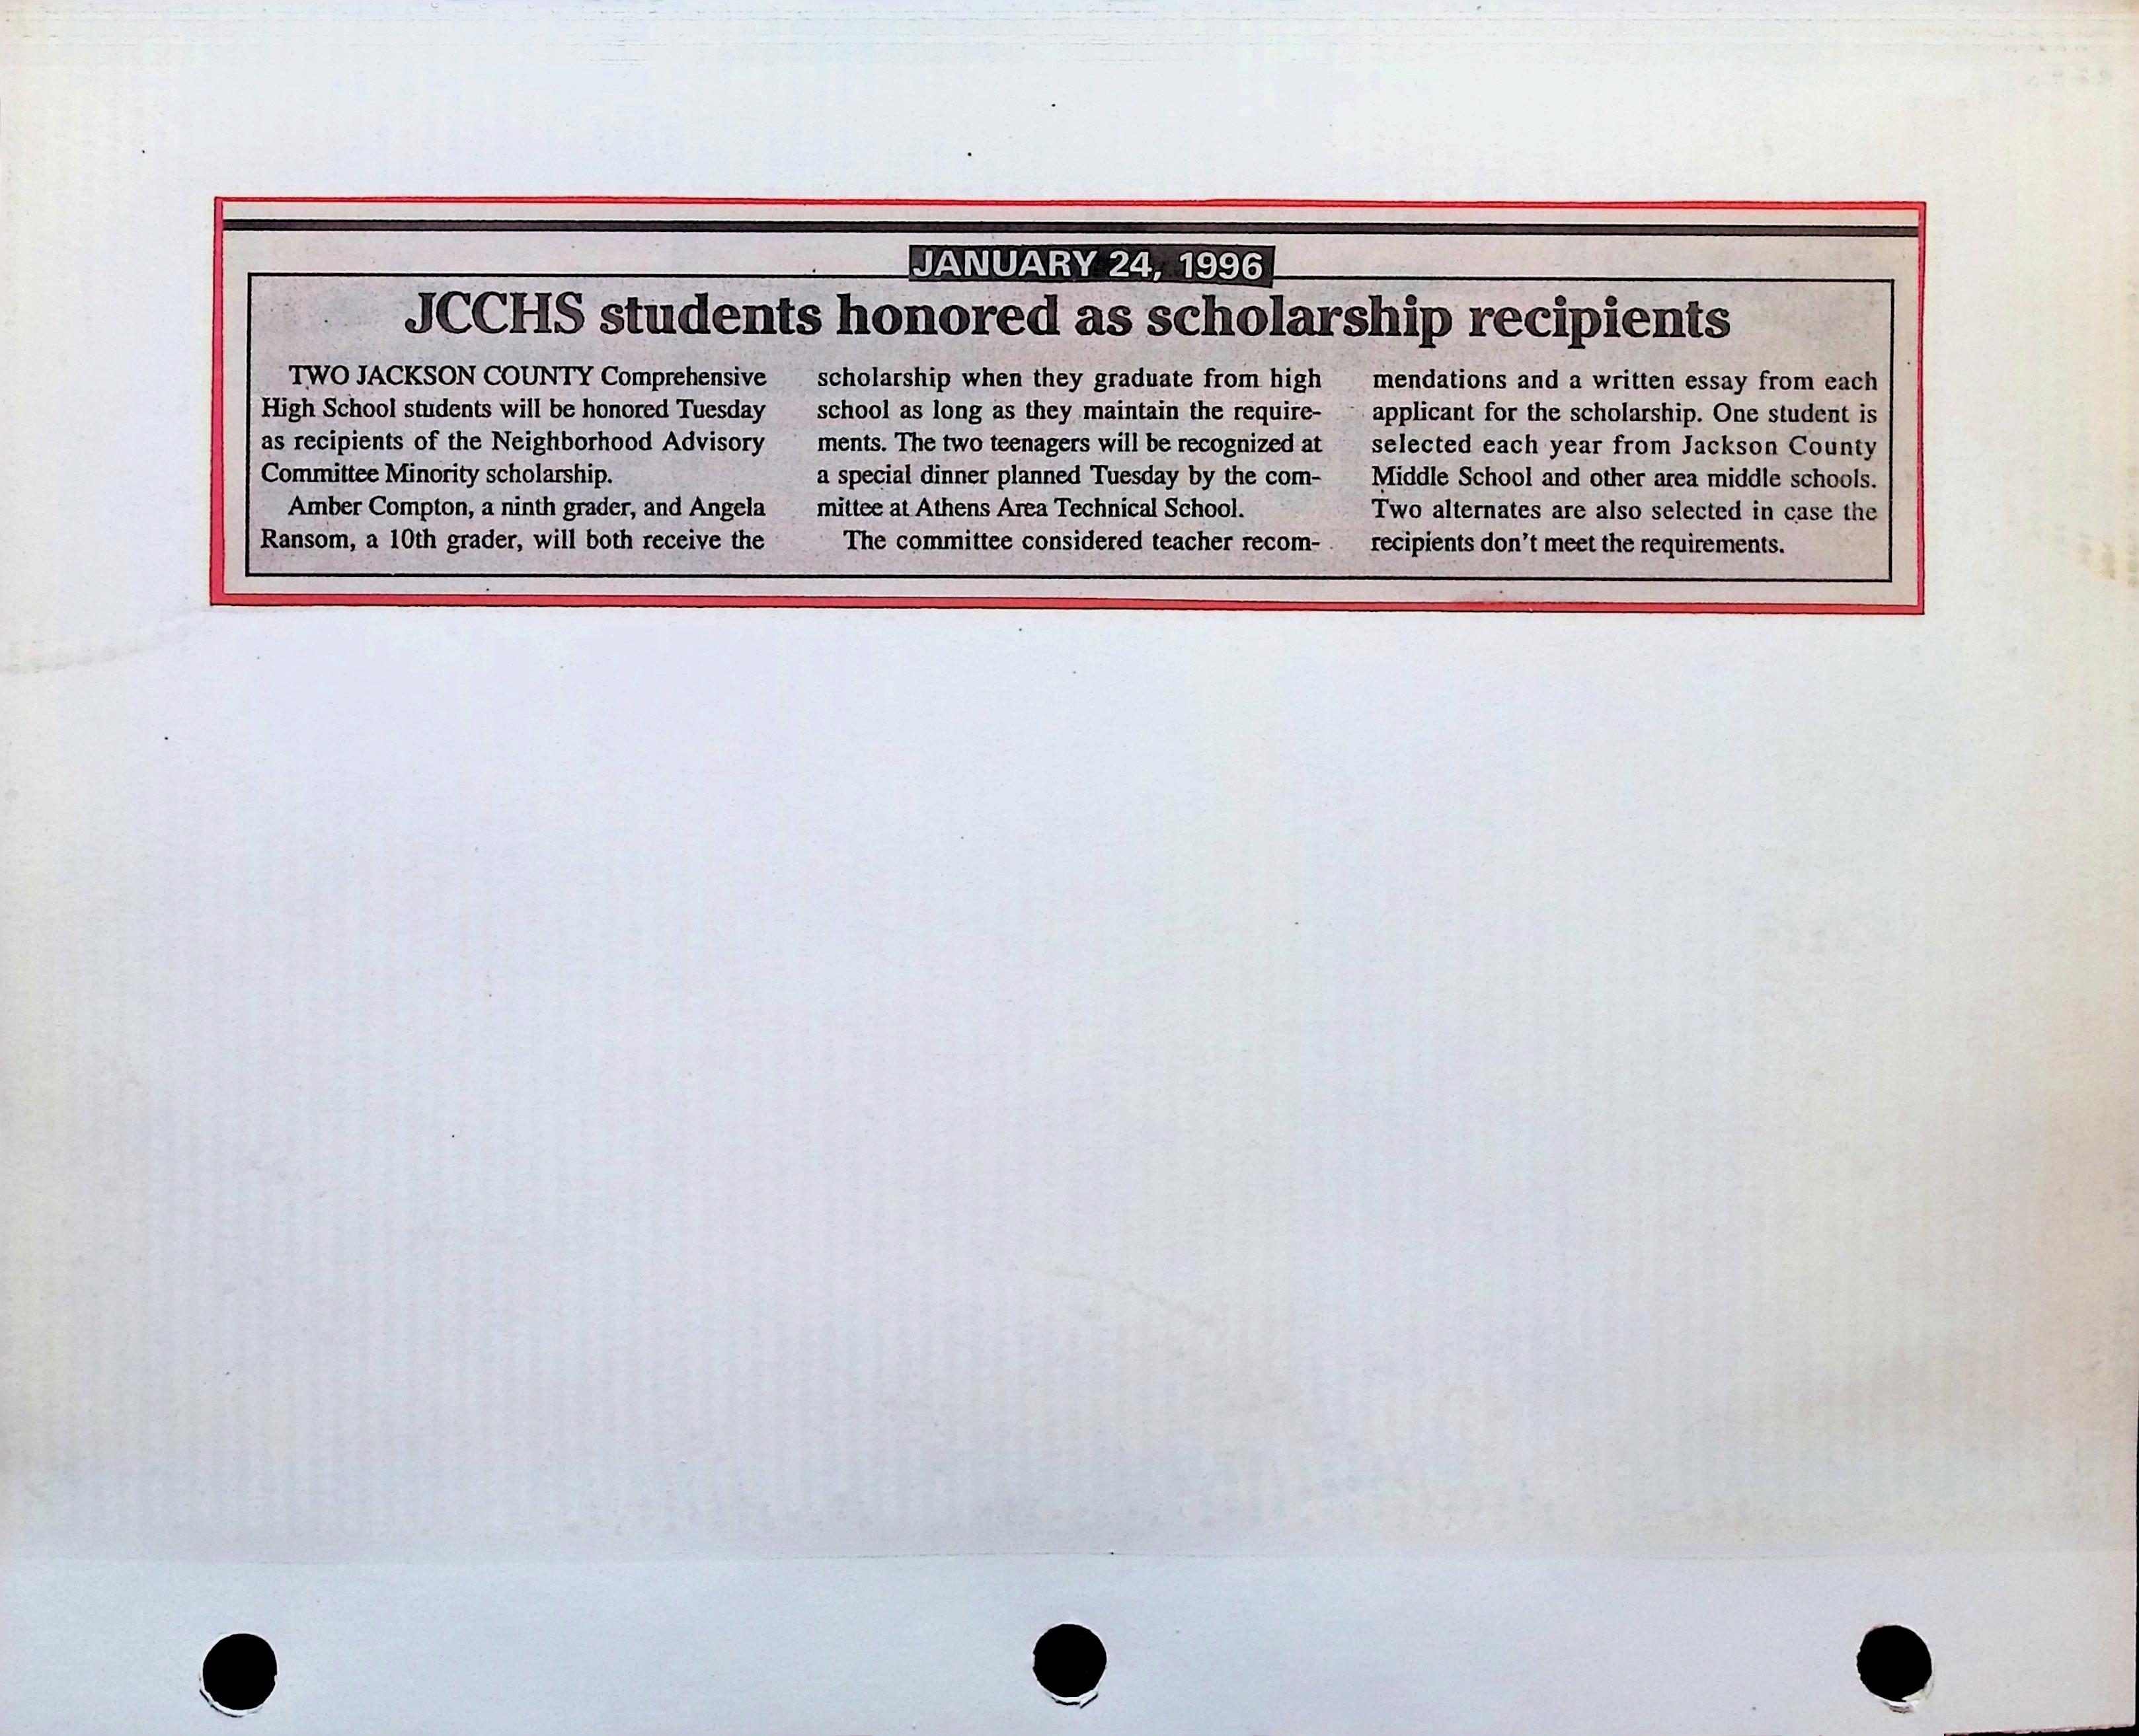 JANUARY 24, 1996
JCCHS students honored as scholarship recipients
TWO JACKSON COUNTY Comprehensive
High School students will be honored Tuesday
as recipients of the Neighborhood Advisory
Committee Minority scholarship.
Amber Compton, a ninth grader, and Angela
Ransom, a 10th grader, will both receive the
scholarship when they graduate from high
school as long as they maintain the require-
ments. The two teenagers will be recognized at
a special dinner planned Tuesday by the com-
mittee at Athens Area Technical School.
The committee considered teacher recom-
mendations and a written essay from each
applicant for the scholarship. One student is
selected each year from Jackson County
Middle School and other area middle schools.
Two alternates are also selected in case the
recipients don't meet the requirements.